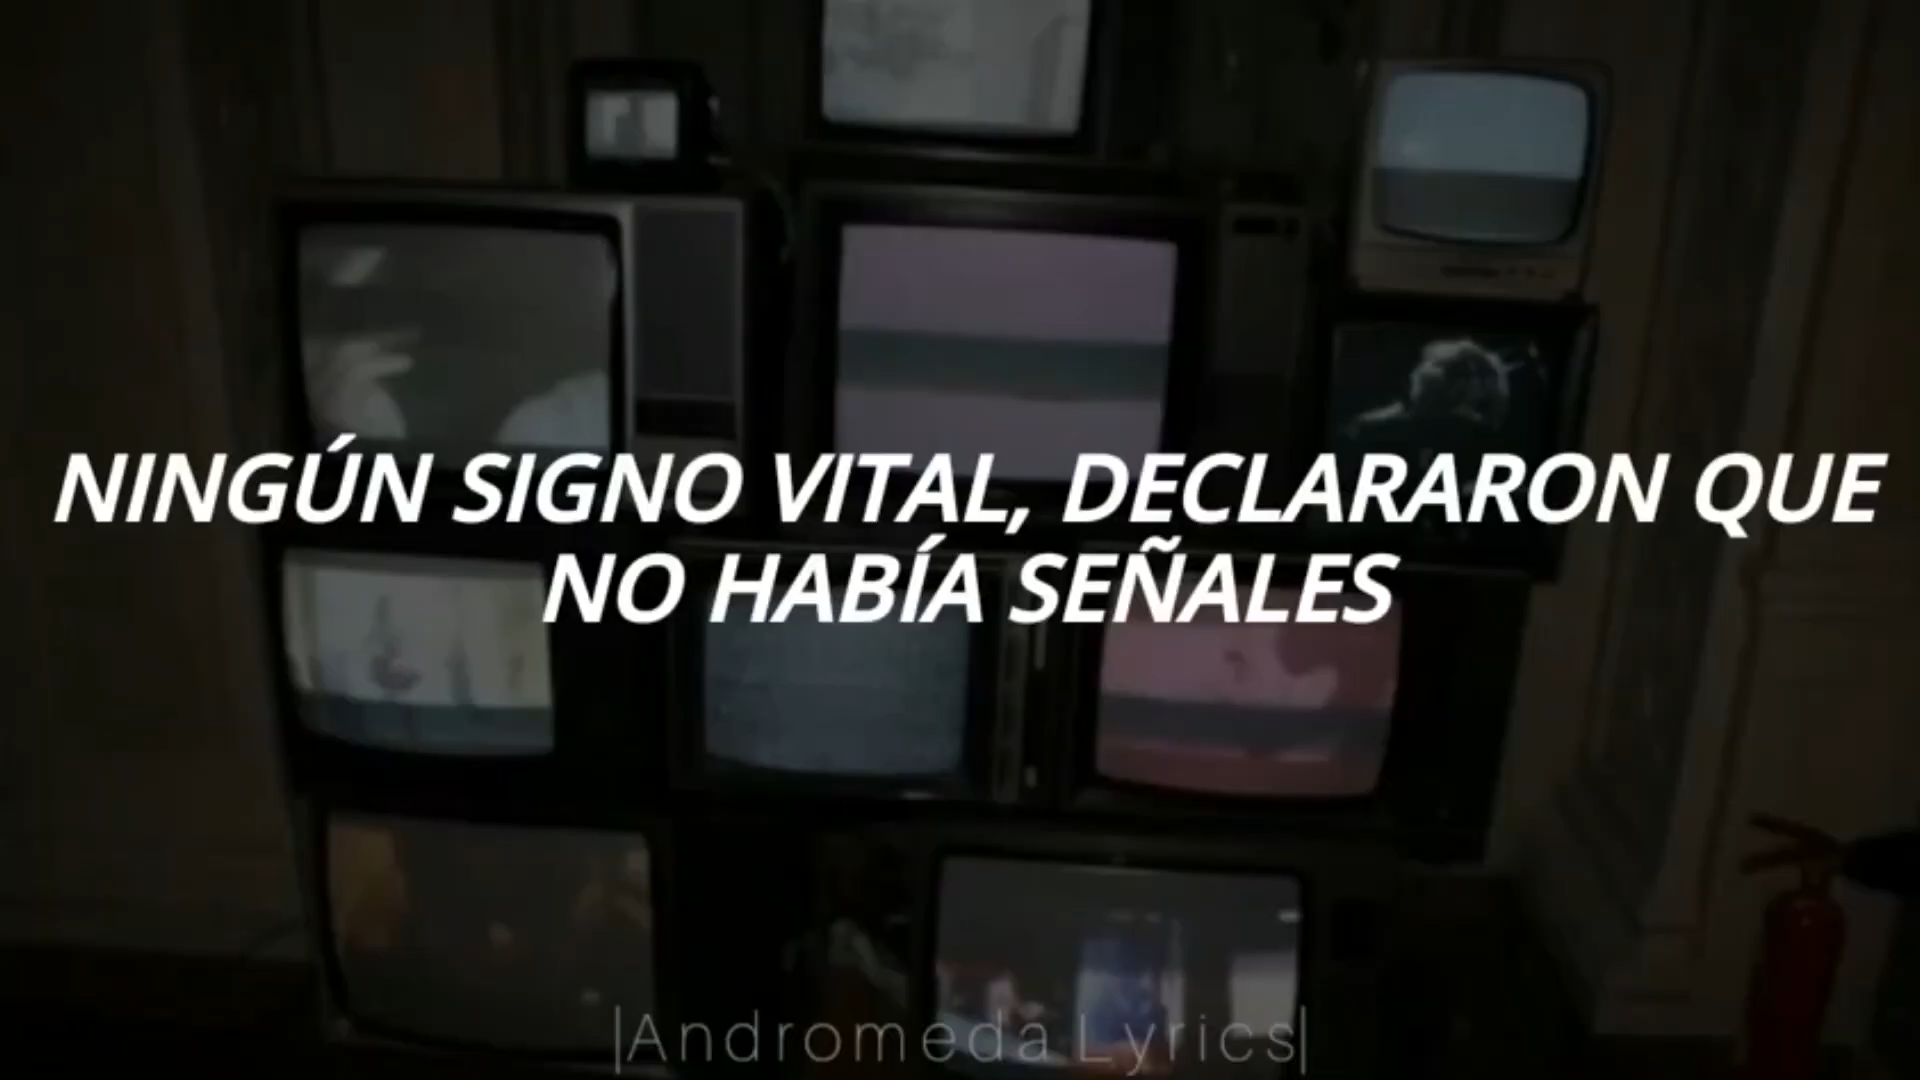 NINGÚN SIGNO VITAL, DECLARARON QUE
NO HABÍA SEÑALES
|Andromeda Lyrics|